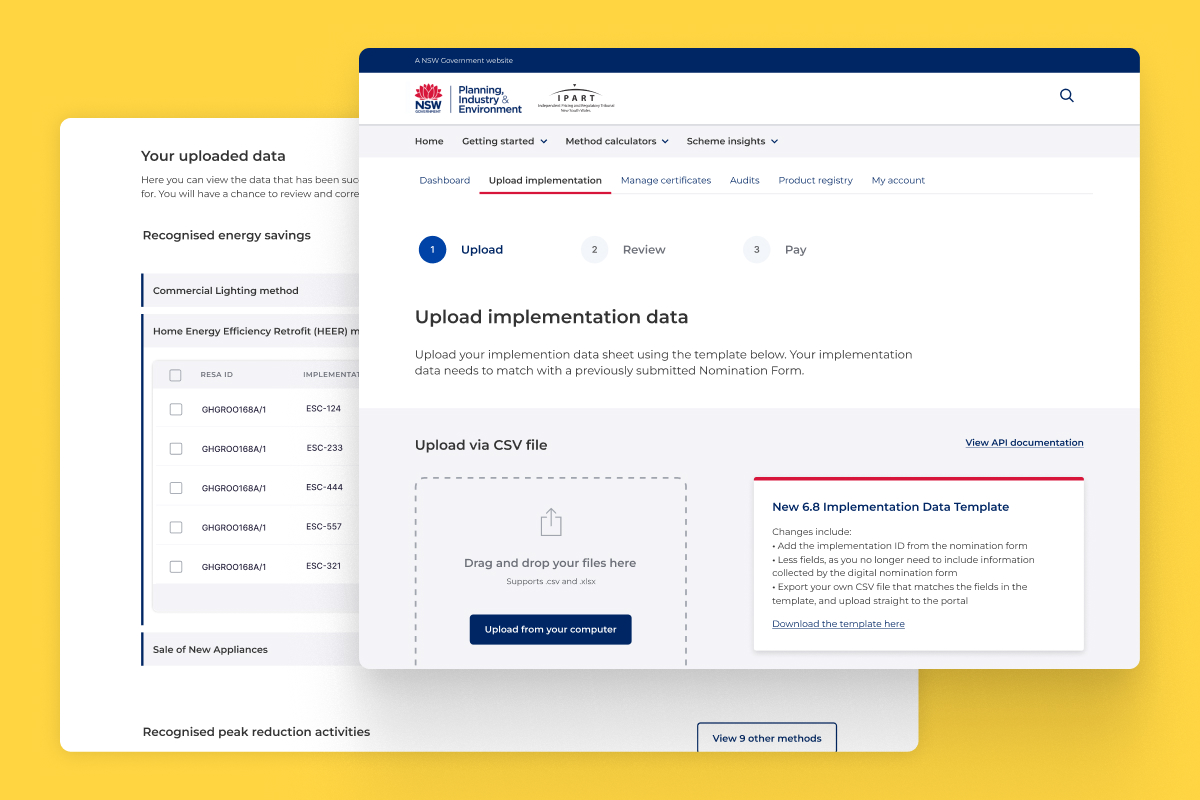 A NSW Government website
NSW
GOVERNMENT
Planning,
Industry &
Environment
IPART
Independent Pricing and Regulatory Tribunal
New South Wales
Home Getting started Method calculators Scheme insights
Dashboard Upload implementation Manage certificates Audits Product registry My account
1 Upload 2 Review 3 Pay
Upload implementation data
Upload your implemention data sheet using the template below. Your implementation
data needs to match with a previously submitted Nomination Form.
Upload via CSV file
View API documentation
Drag and drop your files here
Supports .csv and .xlsx
Upload from your computer
New 6.8 Implementation Data Template
Changes include:
• Add the implementation ID from the nomination form
• Less fields, as you no longer need to include information
collected by the digital nomination form
• Export your own CSV file that matches the fields in the
template, and upload straight to the portal
Download the template here
Your uploaded data
Here you can view the data that has been suc
for. You will have a chance to review and corre
Recognised energy savings
Commercial Lighting method
Home Energy Efficiency Retrofit (HEER) m
RESA ID IMPLEMENTAT
GHGROO168A/1 ESC-124
GHGROO168A/1 ESC-233
GHGROO168A/1 ESC-444
GHGROO168A/1 ESC-557
GHGROO168A/1 ESC-321
Sale of New Appliances
Recognised peak reduction activities
View 9 other methods